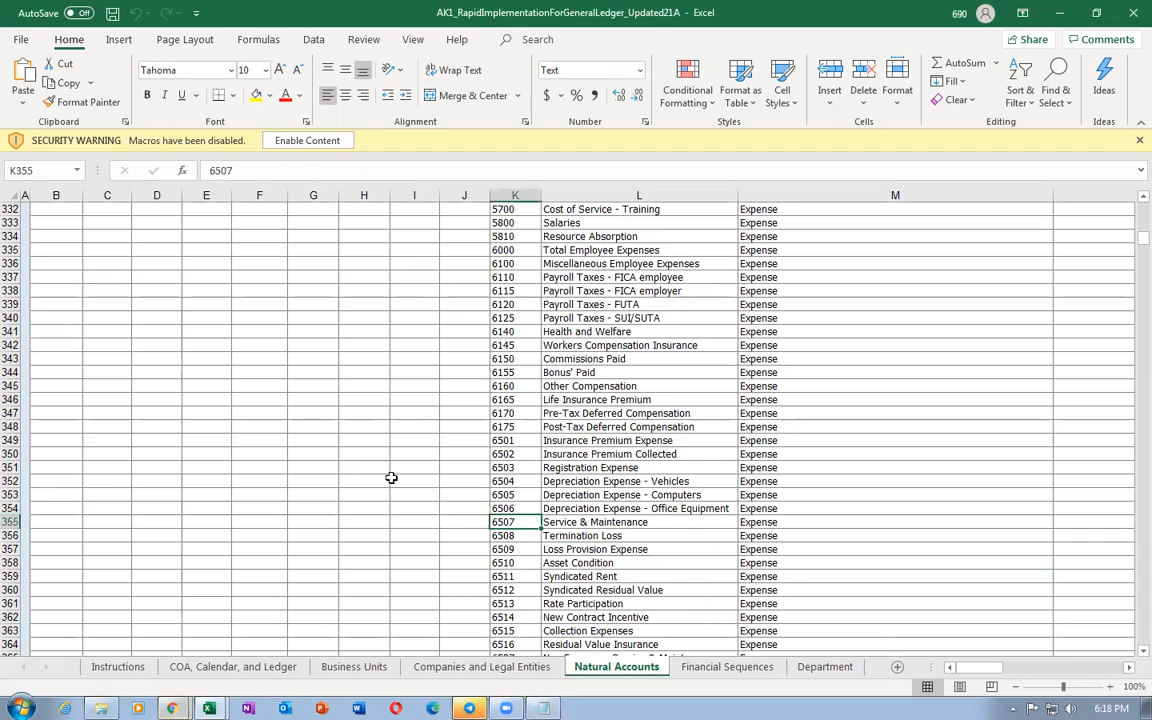 AutoSave Off
AK1_RapidImplementationForGeneralLedger_Updated21A - Excel
690
File Home Insert Page Layout Formulas Data Review View Help Search
Share Comments
Paste
Cut
Copy
Format Painter
Clipboard
Tahoma 10
B I U
Font
Wrap Text
Merge & Center
Alignment
Text
$ % 9
Number
Conditional Formatting
Format as Table
Cell Styles
Styles
Insert
Delete
Format
Cells
AutoSum
Fill
Clear
Sort & Filter
Find & Select
Editing
Ideas
Ideas
SECURITY WARNING Macros have been disabled. Enable Content
K355 fx 6507
A B C D E F G H I J K L M
332 5700 Cost of Service - Training Expense
333 5800 Salaries Expense
334 5810 Resource Absorption Expense
335 6000 Total Employee Expenses Expense
336 6100 Miscellaneous Employee Expenses Expense
337 6110 Payroll Taxes - FICA employee Expense
338 6115 Payroll Taxes - FICA employer Expense
339 6120 Payroll Taxes - FUTA Expense
340 6125 Payroll Taxes - SUI/SUTA Expense
341 6140 Health and Welfare Expense
342 6145 Workers Compensation Insurance Expense
343 6150 Commissions Paid Expense
344 6155 Bonus' Paid Expense
345 6160 Other Compensation Expense
346 6165 Life Insurance Premium Expense
347 6170 Pre-Tax Deferred Compensation Expense
348 6175 Post-Tax Deferred Compensation Expense
349 6501 Insurance Premium Expense Expense
350 6502 Insurance Premium Collected Expense
351 6503 Registration Expense Expense
352 6504 Depreciation Expense - Vehicles Expense
353 6505 Depreciation Expense - Computers Expense
354 6506 Depreciation Expense - Office Equipment Expense
355 6507 Service & Maintenance Expense
356 6508 Termination Loss Expense
357 6509 Loss Provision Expense Expense
358 6510 Asset Condition Expense
359 6511 Syndicated Rent Expense
360 6512 Syndicated Residual Value Expense
361 6513 Rate Participation Expense
362 6514 New Contract Incentive Expense
363 6515 Collection Expenses Expense
364 6516 Residual Value Insurance Expense
Instructions COA, Calendar, and Ledger Business Units Companies and Legal Entities Natural Accounts Financial Sequences Department
100%
6:18 PM